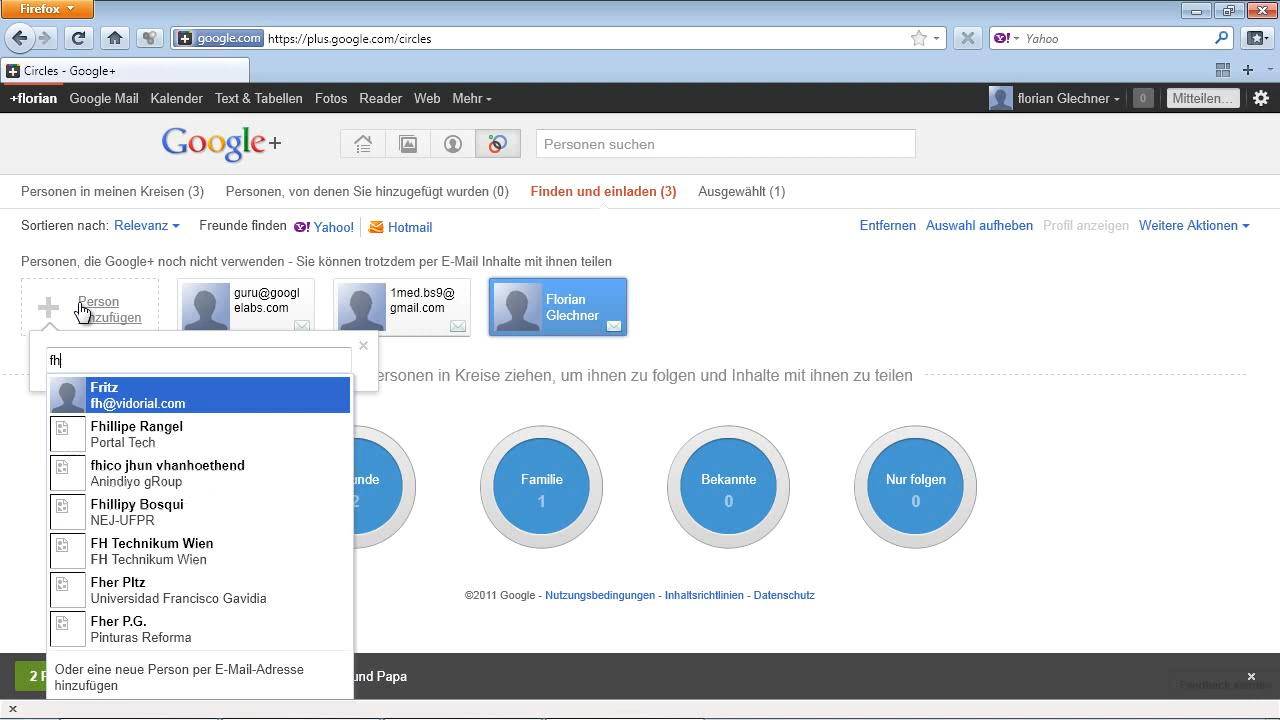 Firefox
google.com https://plus.google.com/circles
Yahoo
Circles - Google+
+florian Google Mail Kalender Text & Tabellen Fotos Reader Web Mehr
florian Glechner 0 Mitteilen...
Google+
Personen suchen
Personen in meinen Kreisen (3) Personen, von denen Sie hinzugefügt wurden (0) Finden und einladen (3) Ausgewählt (1)
Sortieren nach: Relevanz Freunde finden Y! Yahoo! Hotmail
Entfernen Auswahl aufheben Profil anzeigen Weitere Aktionen
Personen, die Google+ noch nicht verwenden - Sie können trotzdem per E-Mail Inhalte mit ihnen teilen
Person
hinzufügen
guru@googl
elabs.com
1med.bs9@
gmail.com
Florian
Glechner
fh
ersonen in Kreise ziehen, um ihnen zu folgen und Inhalte mit ihnen zu teilen
Fritz
fh@vidorial.com
Fhillipe Rangel
Portal Tech
fhico jhun vhanhoethend
Anindiyo gRoup
Fhillipy Bosqui
NEJ-UFPR
FH Technikum Wien
FH Technikum Wien
Fher Pltz
Universidad Francisco Gavidia
Fher P.G.
Pinturas Reforma
Oder eine neue Person per E-Mail-Adresse
hinzufügen
unde
2
Familie
1
Bekannte
0
Nur folgen
0
©2011 Google - Nutzungsbedingungen - Inhaltsrichtlinien - Datenschutz
2 F
und Papa